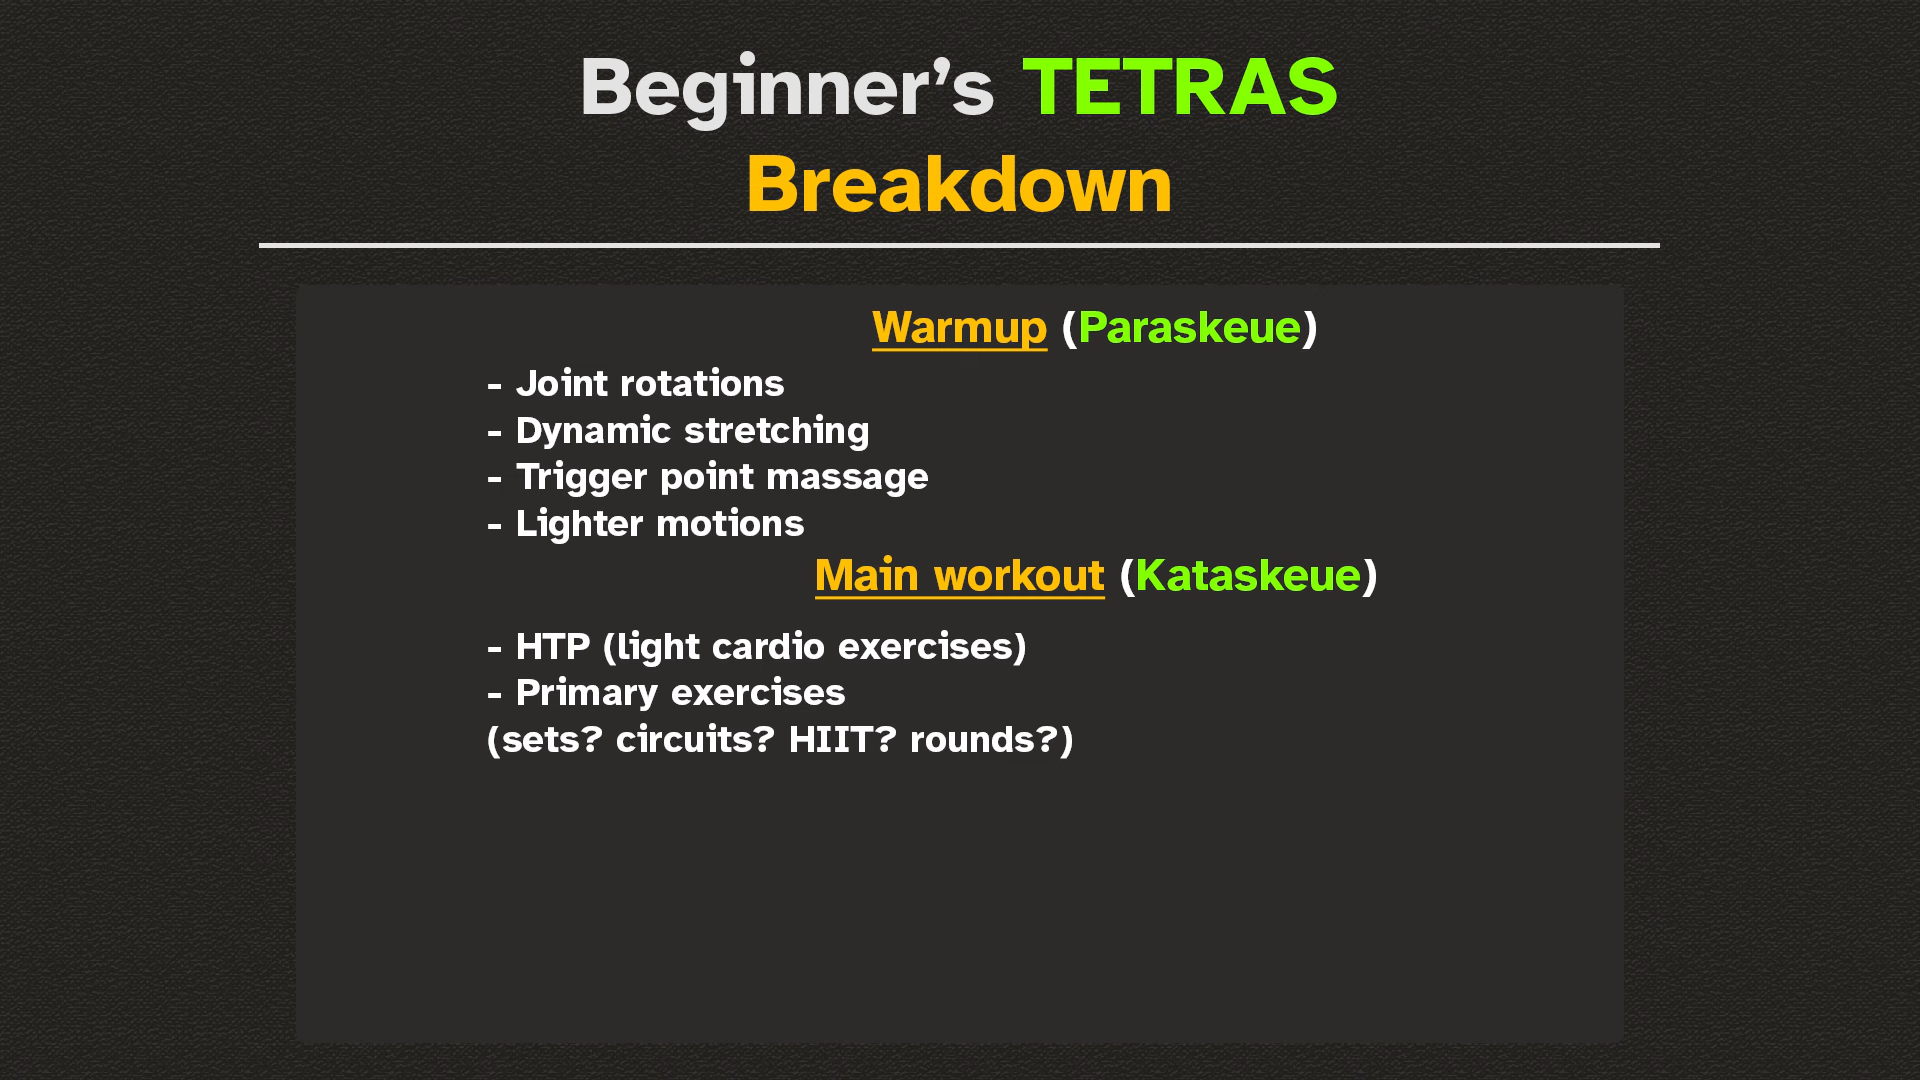 Beginner’s TETRAS
Breakdown
Warmup (Paraskeue)
- Joint rotations
- Dynamic stretching
- Trigger point massage
- Lighter motions
Main workout (Kataskeue)
- HTP (light cardio exercises)
- Primary exercises
(sets? circuits? HIIT? rounds?)